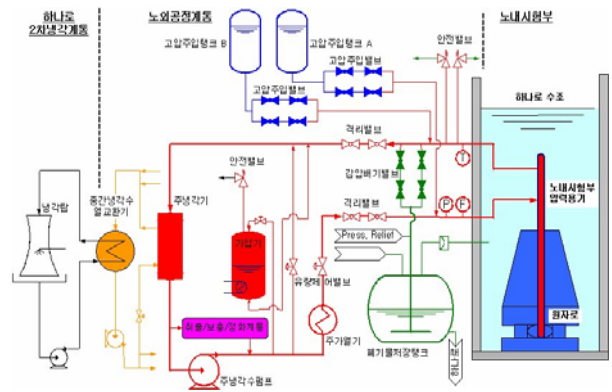 하나로
2차냉각계통
노외공정계통
노내시험부
고압주입탱크 B
고압주입탱크 A
안전밸브
고압주입밸브
고압주입밸브
하나로 수조
격리밸브
안전밸브
감압배기밸브
T
노내시험부
압력용기
냉각탑
중간냉각수
열교환기
주냉각기
가압기
격리밸브
P
F
Press, Relief
유량제어밸브
취출/보충/정화계통
주가열기
원자로
폐기물저장탱크
주냉각수펌프